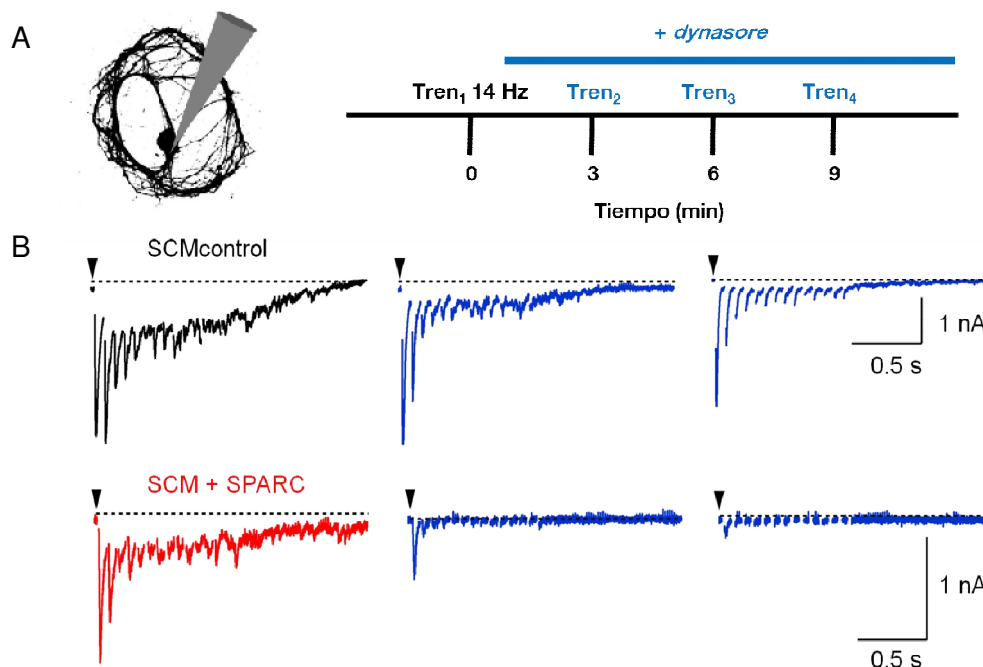 A
+ dynasore
Tren₁ 14 Hz Tren₂ Tren₃ Tren₄
0 3 6 9
Tiempo (min)
B
SCMcontrol
1 nA
0.5 s
SCM + SPARC
1 nA
0.5 s